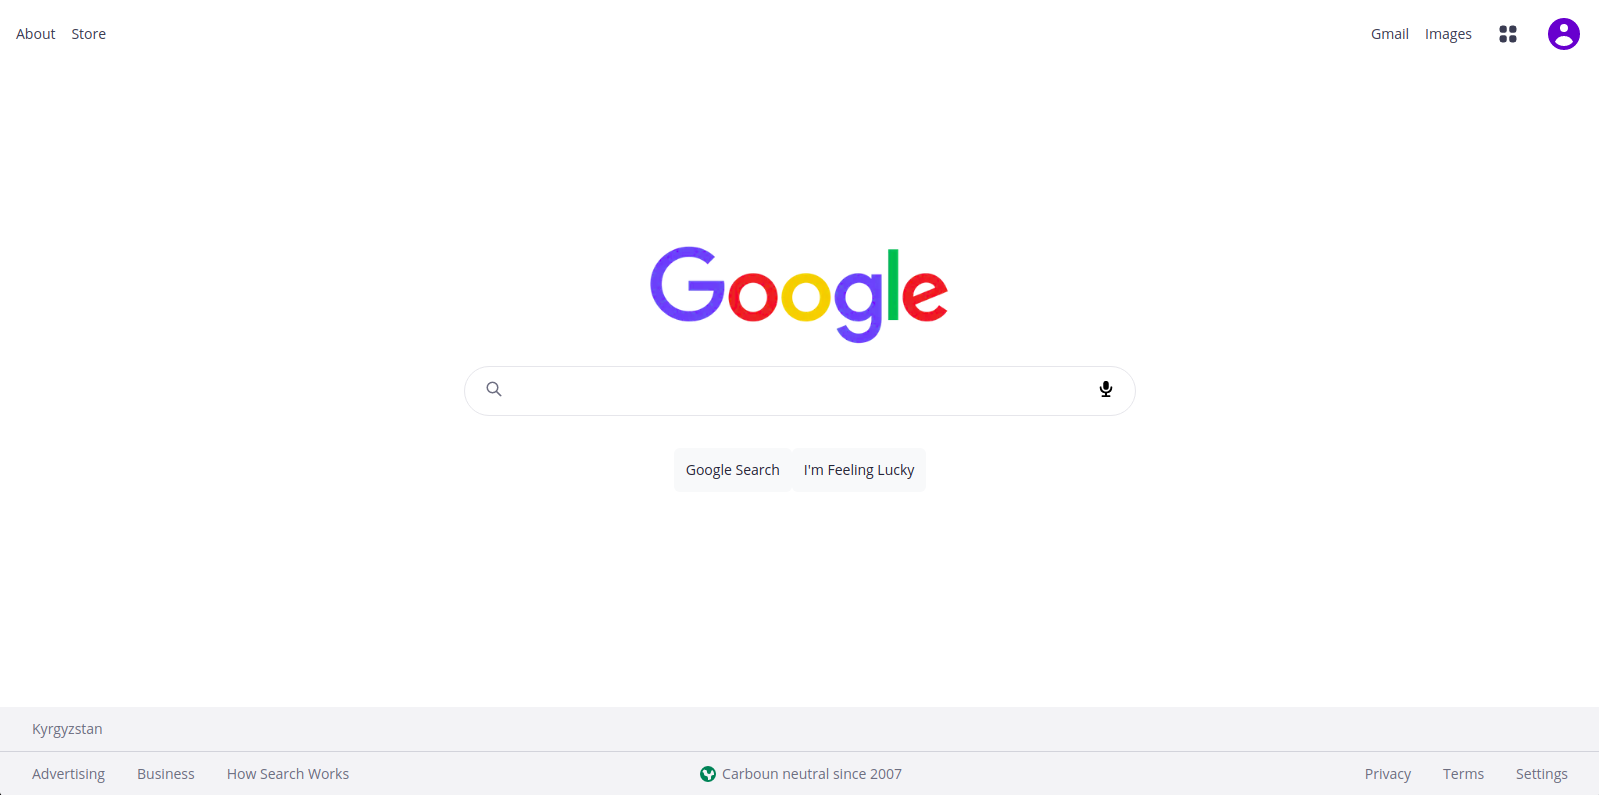 About Store Gmail Images
Google
Google Search I'm Feeling Lucky
Kyrgyzstan
Advertising Business How Search Works Carboun neutral since 2007 Privacy Terms Settings